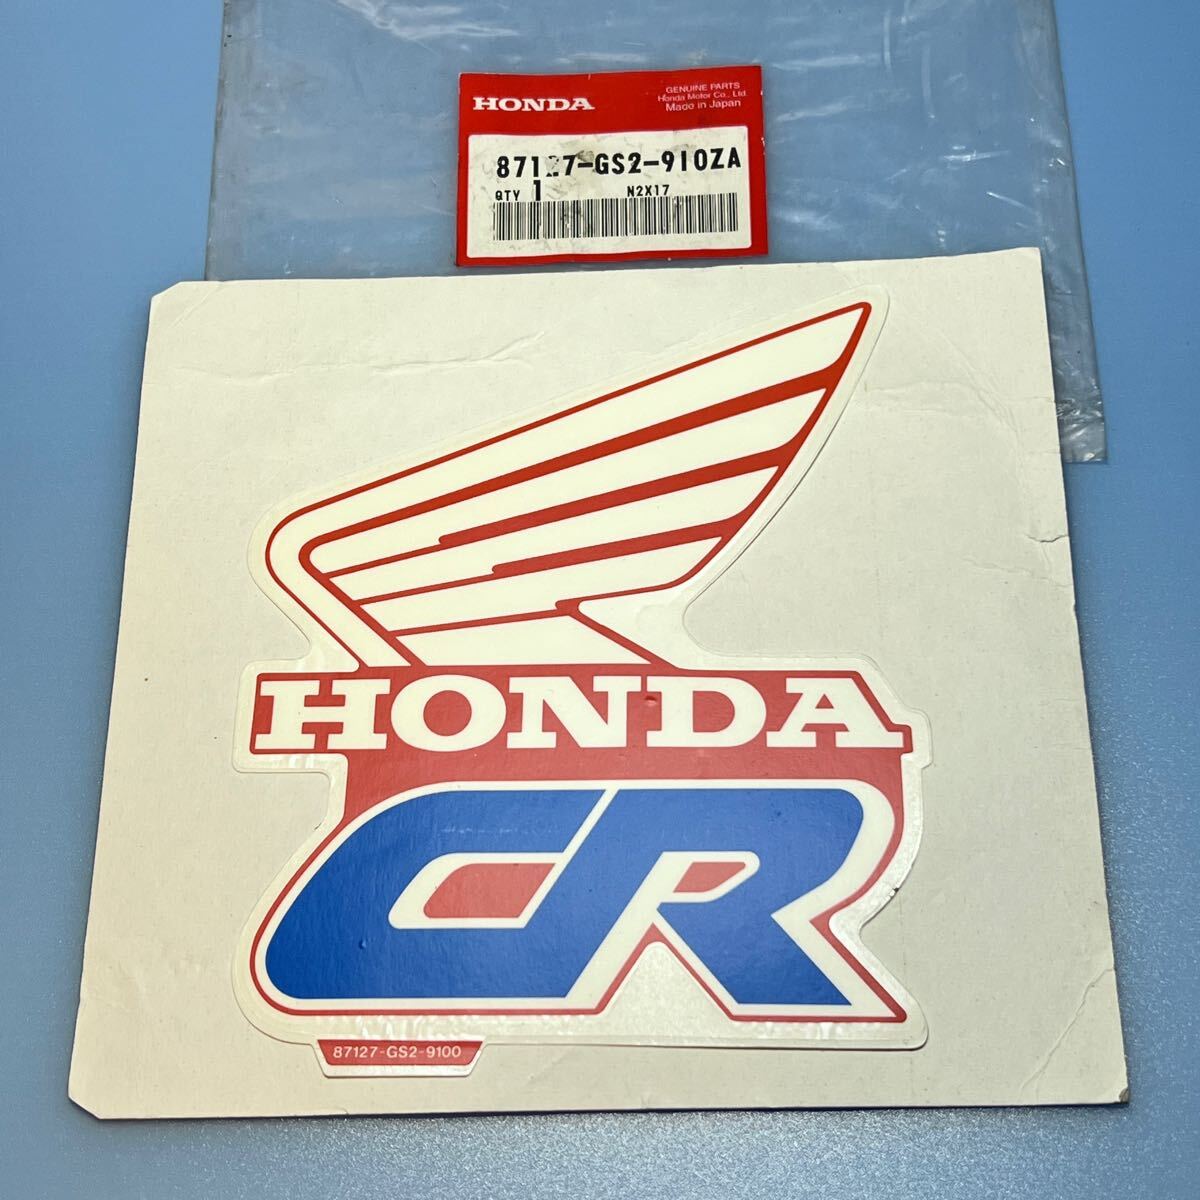 HONDA
GENUINE PARTS
Honda Motor Co., Ltd.
Made in Japan
87127-GS2-910ZA
QTY 1 N2X17
HONDA
CR
87127-GS2-9100